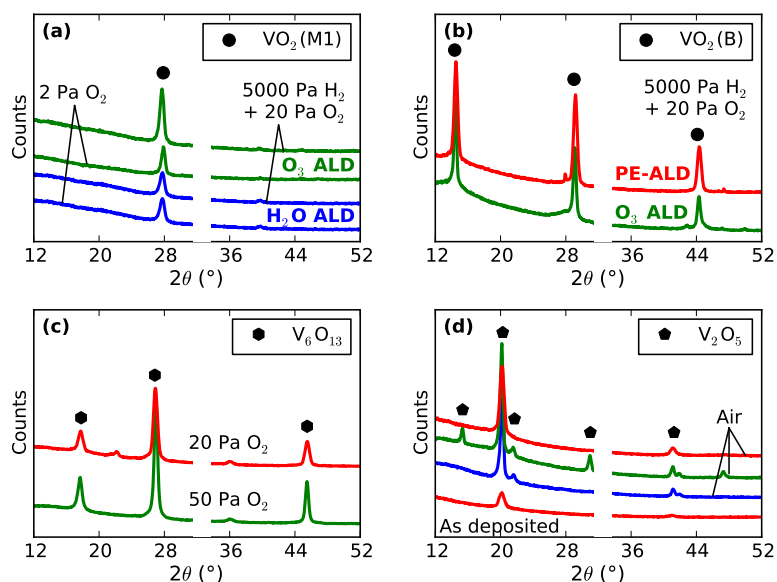 (a)
VO₂(M1)
2 Pa O₂
5000 Pa H₂
+ 20 Pa O₂
O₃ ALD
H₂O ALD
Counts
12 20 28 36 44 52
2θ (°)
(b)
VO₂(B)
5000 Pa H₂
+ 20 Pa O₂
PE-ALD
O₃ ALD
Counts
12 20 28 36 44 52
2θ (°)
(c)
V₆O₁₃
20 Pa O₂
50 Pa O₂
Counts
12 20 28 36 44 52
2θ (°)
(d)
V₂O₅
Air
As deposited
Counts
12 20 28 36 44 52
2θ (°)